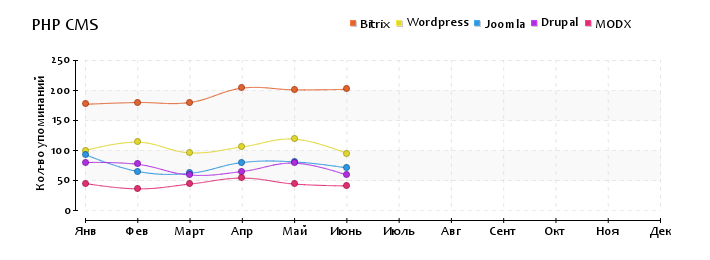 PHP CMS
Bitrix Wordpress Joomla Drupal MODX
Кол-во упоминаний
250
200
150
100
50
0
Янв Фев Март Апр Май Июнь Июль Авг Сент Окт Ноя Дек